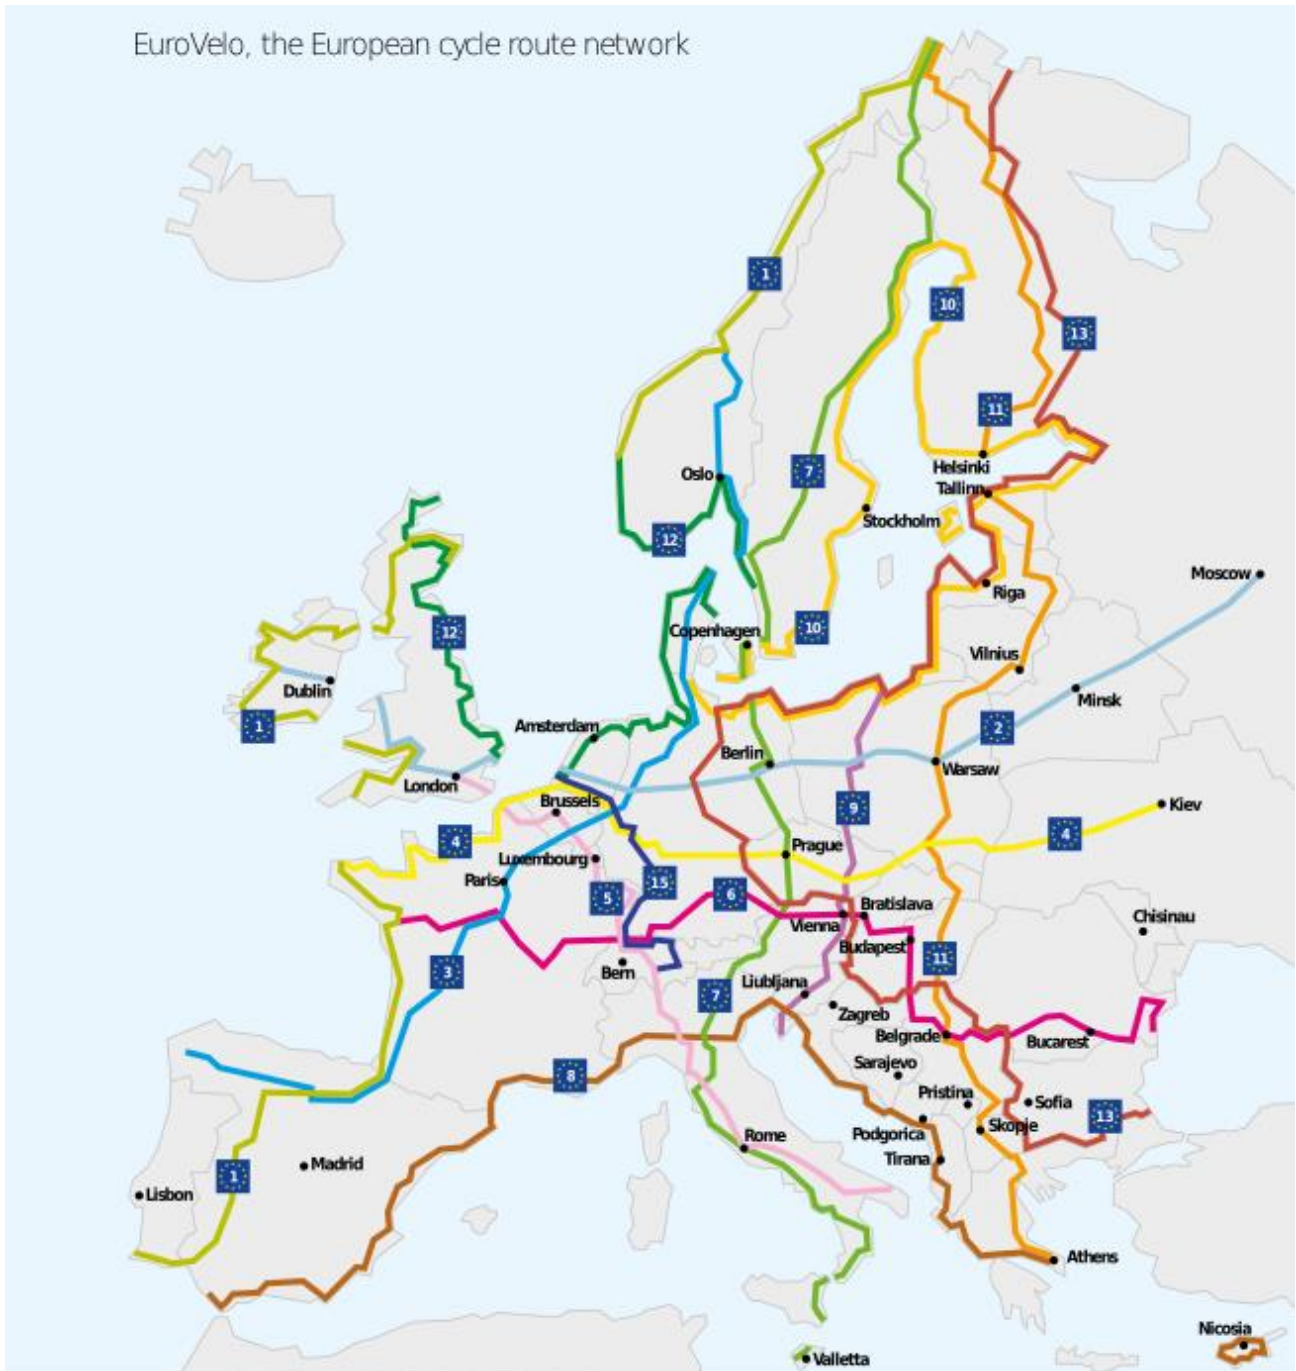 EuroVelo, the European cycle route network
1
10
13
11
Helsinki
Tallinn
7
Oslo
Stockholm
12
Moscow
Riga
10
12
Copenhagen
Vilnius
Dublin
Minsk
1
2
Amsterdam
Berlin
Warsaw
London
Brussels
9
Kiev
4
4
Prague
Luxembourg
Paris
15
5
6
Bratislava
Vienna
Chisinau
Budapest
11
3
Bern
Liubljana
7
Zagreb
Belgrade
Bucarest
Sarajevo
8
Pristina
Sofia
13
Skopje
Podgorica
Rome
Tirana
Madrid
1
Lisbon
Athens
Nicosia
Valletta